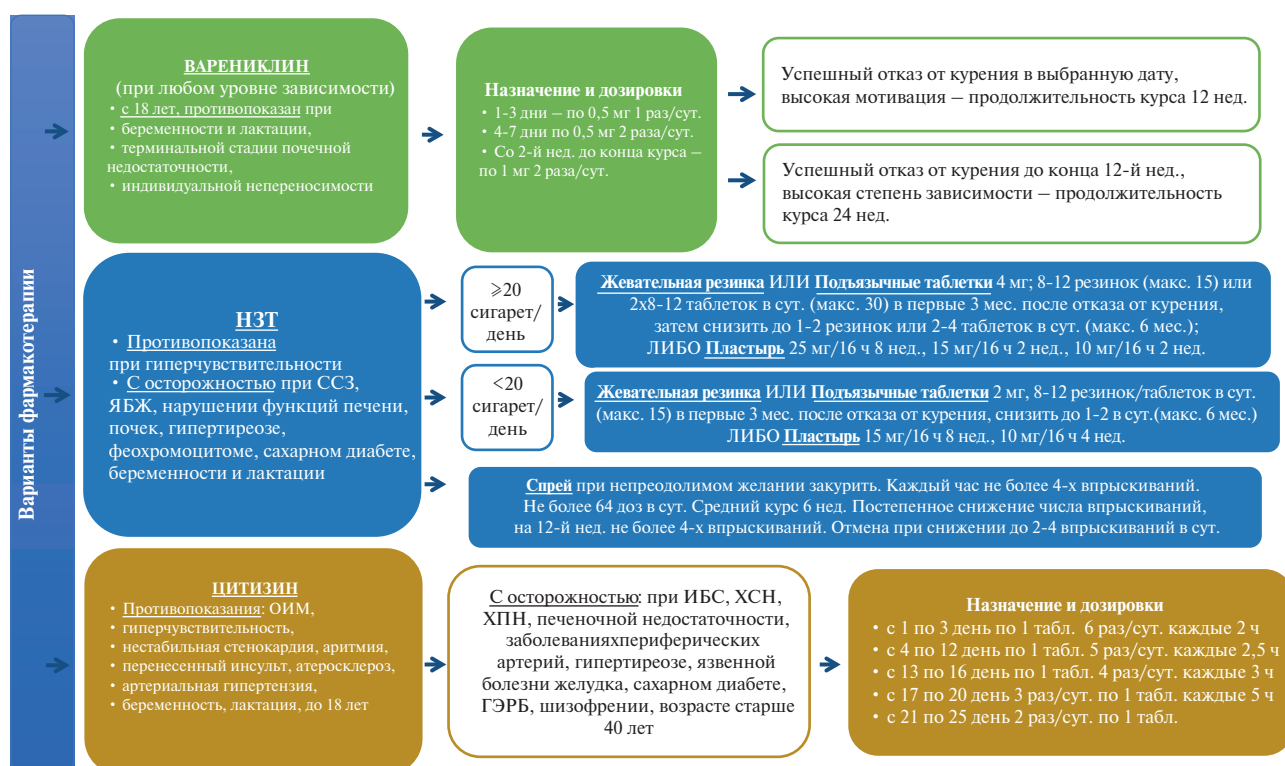 Варианты фармакотерапии
ВАРЕНИКЛИН
(при любом уровне зависимости)
• с 18 лет, противопоказан при
• беременности и лактации,
• терминальной стадии почечной
недостаточности,
• индивидуальной непереносимости
Назначение и дозировки
• 1-3 дни – по 0,5 мг 1 раз/сут.
• 4-7 дни по 0,5 мг 2 раза/сут.
• Со 2-й нед. до конца курса –
по 1 мг 2 раза/сут.
Успешный отказ от курения в выбранную дату,
высокая мотивация – продолжительность курса 12 нед.
Успешный отказ от курения до конца 12-й нед.,
высокая степень зависимости – продолжительность
курса 24 нед.
НЗТ
• Противопоказана
при гиперчувствительности
• С осторожностью при ССЗ,
ЯБЖ, нарушении функций печени,
почек, гипертиреозе,
феохромоцитоме, сахарном диабете,
беременности и лактации
⩾20
сигарет/
день
Жевательная резинка ИЛИ Подъязычные таблетки 4 мг; 8-12 резинок (макс. 15) или
2х8-12 таблеток в сут. (макс. 30) в первые 3 мес. после отказа от курения,
затем снизить до 1-2 резинок или 2-4 таблеток в сут. (макс. 6 мес.);
ЛИБО Пластырь 25 мг/16 ч 8 нед., 15 мг/16 ч 2 нед., 10 мг/16 ч 2 нед.
<20
сигарет/
день
Жевательная резинка ИЛИ Подъязычные таблетки 2 мг, 8-12 резинок/таблеток в сут.
(макс. 15) в первые 3 мес. после отказа от курения, снизить до 1-2 в сут.(макс. 6 мес.)
ЛИБО Пластырь 15 мг/16 ч 8 нед., 10 мг/16 ч 4 нед.
Спрей при непреодолимом желании закурить. Каждый час не более 4-х впрыскиваний.
Не более 64 доз в сут. Средний курс 6 нед. Постепенное снижение числа впрыскиваний,
на 12-й нед. не более 4-х впрыскиваний. Отмена при снижении до 2-4 впрыскиваний в сут.
ЦИТИЗИН
• Противопоказания: ОИМ,
• гиперчувствительность,
• нестабильная стенокардия, аритмия,
• перенесенный инсульт, атеросклероз,
• артериальная гипертензия,
• беременность, лактация, до 18 лет
С осторожностью: при ИБС, ХСН,
ХПН, печеночной недостаточности,
заболеванияхпериферических
артерий, гипертиреозе, язвенной
болезни желудка, сахарном диабете,
ГЭРБ, шизофрении, возрасте старше
40 лет
Назначение и дозировки
• с 1 по 3 день по 1 табл. 6 раз/сут. каждые 2 ч
• с 4 по 12 день по 1 табл. 5 раз/сут. каждые 2,5 ч
• с 13 по 16 день по 1 табл. 4 раз/сут. каждые 3 ч
• с 17 по 20 день 3 раз/сут. по 1 табл. каждые 5 ч
• с 21 по 25 день 2 раз/сут. по 1 табл.